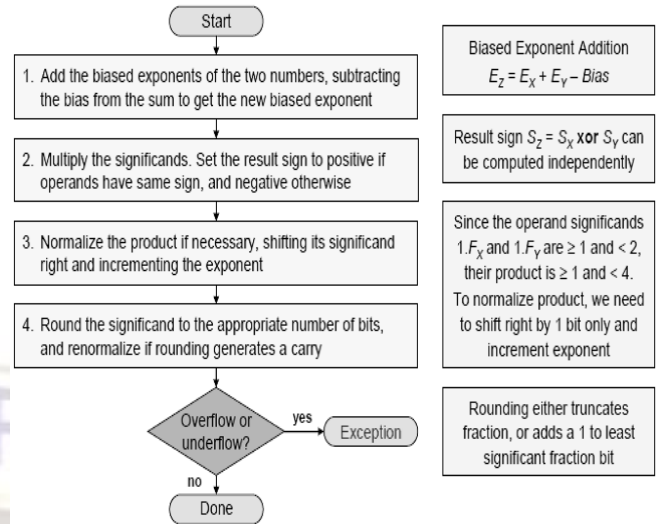 Start
1. Add the biased exponents of the two numbers, subtracting
the bias from the sum to get the new biased exponent
2. Multiply the significands. Set the result sign to positive if
operands have same sign, and negative otherwise
3. Normalize the product if necessary, shifting its significand
right and incrementing the exponent
4. Round the significand to the appropriate number of bits,
and renormalize if rounding generates a carry
Overflow or
underflow?
yes
Exception
no
Done
Biased Exponent Addition
E_Z = E_X + E_Y – Bias
Result sign S_Z = S_X xor S_Y can
be computed independently
Since the operand significands
1.F_X and 1.F_Y are ≥ 1 and < 2,
their product is ≥ 1 and < 4.
To normalize product, we need
to shift right by 1 bit only and
increment exponent
Rounding either truncates
fraction, or adds a 1 to least
significant fraction bit